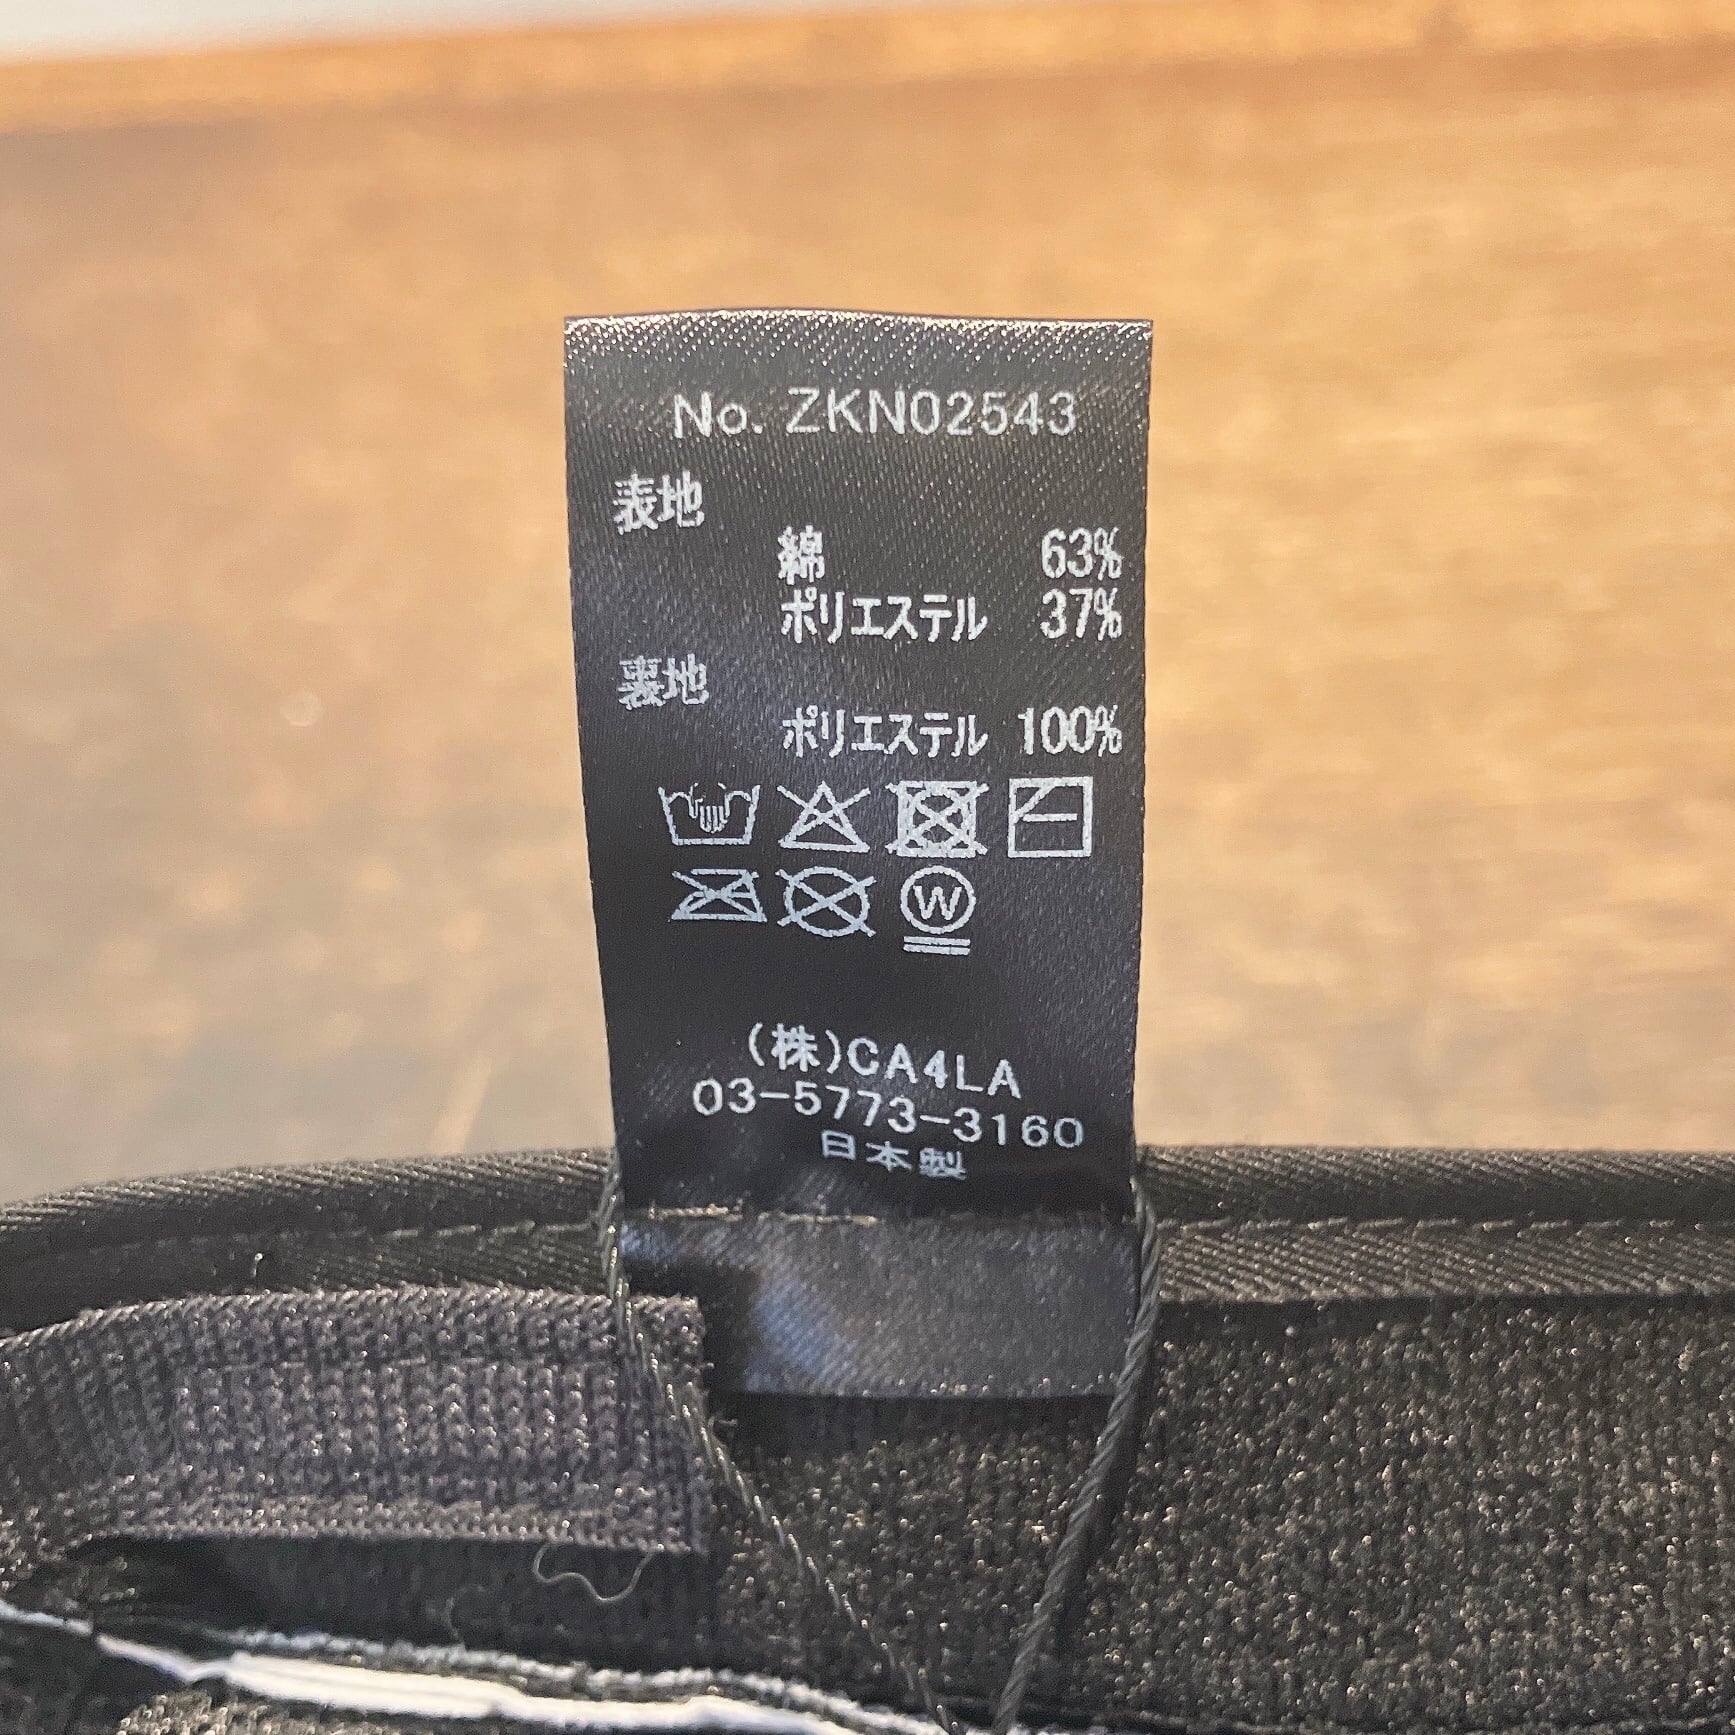 No. ZKN02543
表地
綿 63%
ポリエステル 37%
裏地
ポリエステル 100%
W
(株)CA4LA
03-5773-3160
日本製